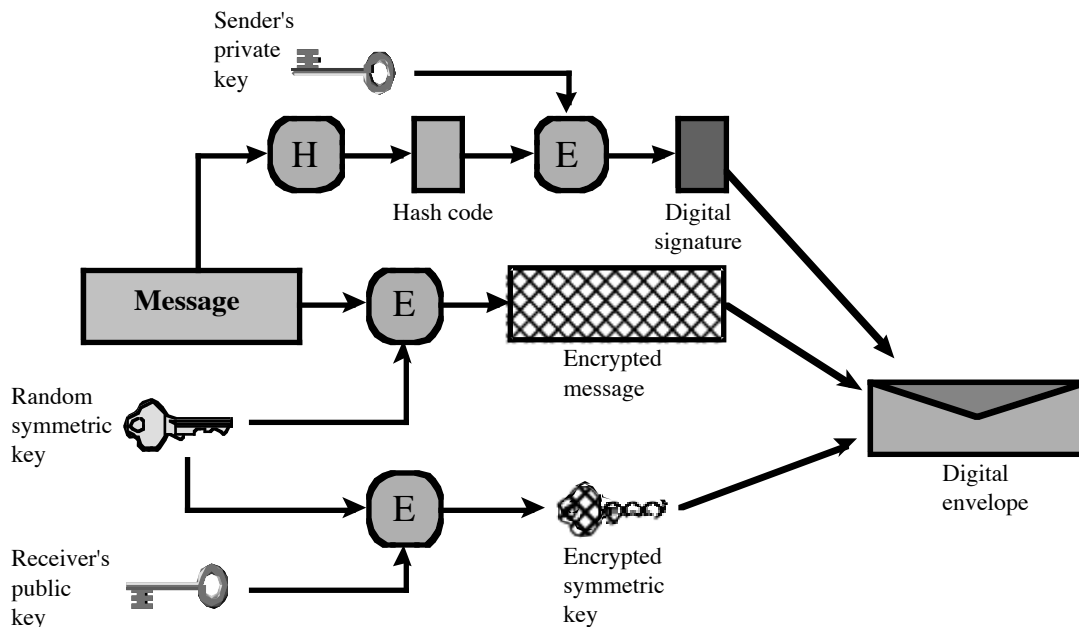 Sender's
private
key
H
E
Hash code
Digital
signature
Message
E
Encrypted
message
Random
symmetric
key
Digital
envelope
E
Encrypted
symmetric
key
Receiver's
public
key